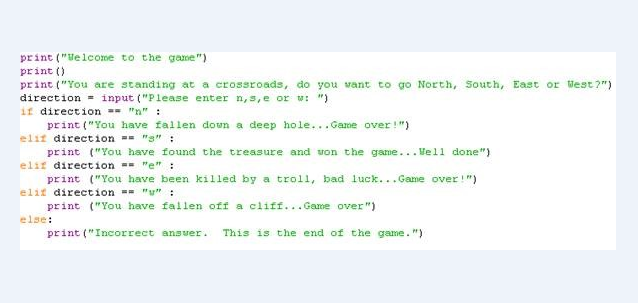 print("Welcome to the game")
print()
print("You are standing at a crossroads, do you want to go North, South, East or West?")
direction = input("Please enter n,s,e or w: ")
if direction == "n" :
    print("You have fallen down a deep hole...Game over!")
elif direction == "s" :
    print ("You have found the treasure and won the game...Well done")
elif direction == "e" :
    print ("You have been killed by a troll, bad luck...Game over!")
elif direction == "w" :
    print ("You have fallen off a cliff...Game over")
else:
    print("Incorrect answer.  This is the end of the game.")